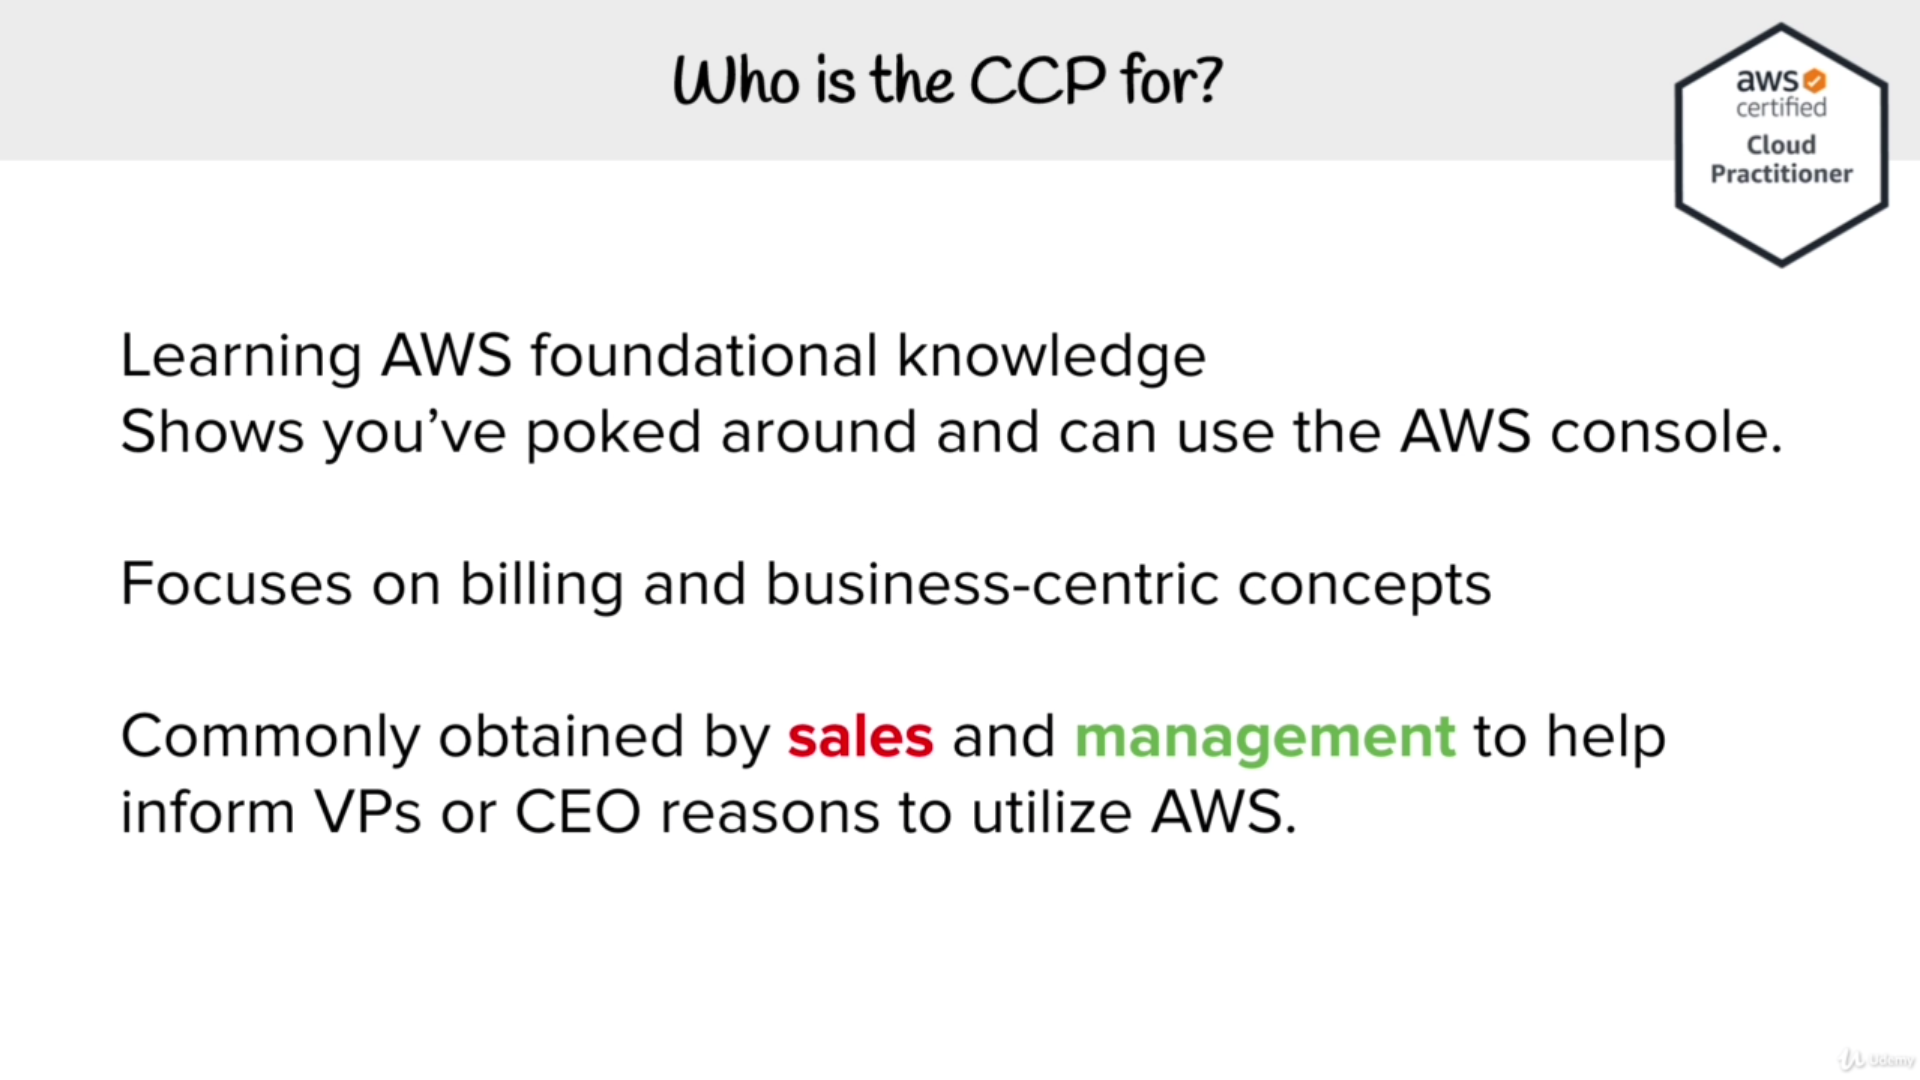 Who is the CCP for?
aws
certified
Cloud
Practitioner
Learning AWS foundational knowledge
Shows you’ve poked around and can use the AWS console.
Focuses on billing and business-centric concepts
Commonly obtained by sales and management to help
inform VPs or CEO reasons to utilize AWS.
Udemy